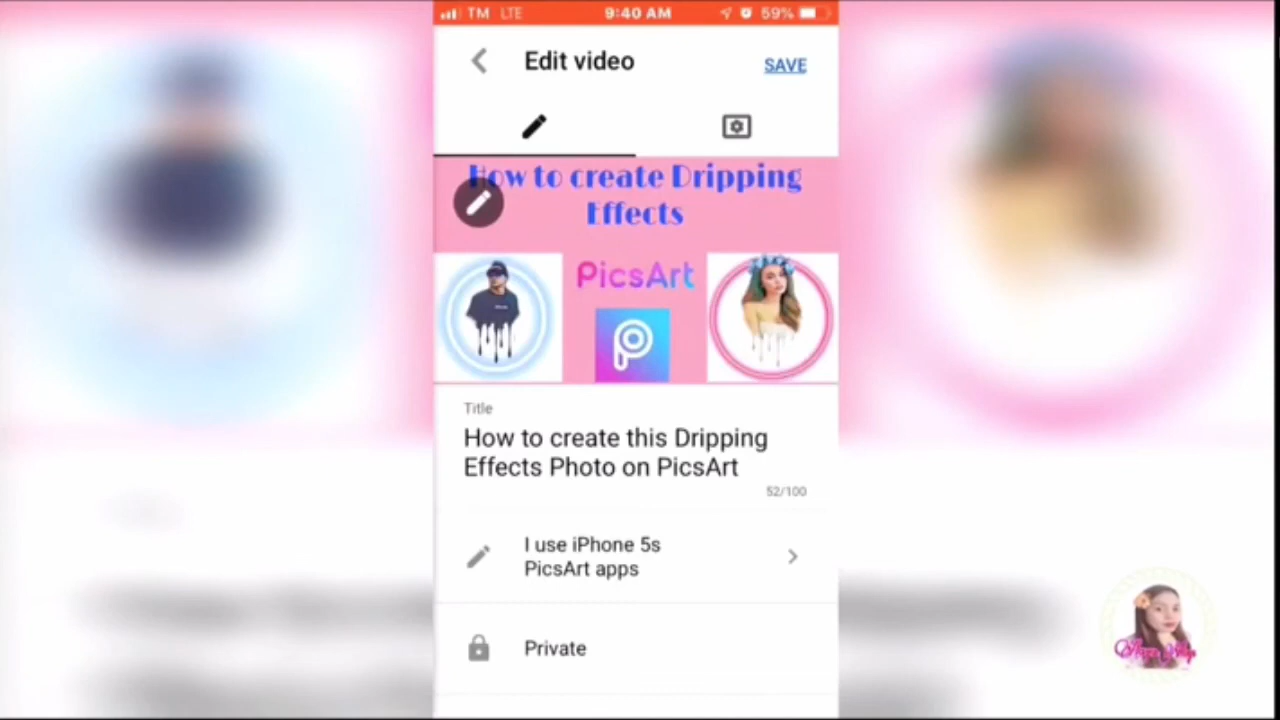 TM LTE 9:40 AM 59%
Edit video
SAVE
How to create Dripping
Effects
PicsArt
Title
How to create this Dripping
Effects Photo on PicsArt
52/100
I use iPhone 5s
PicsArt apps
Private